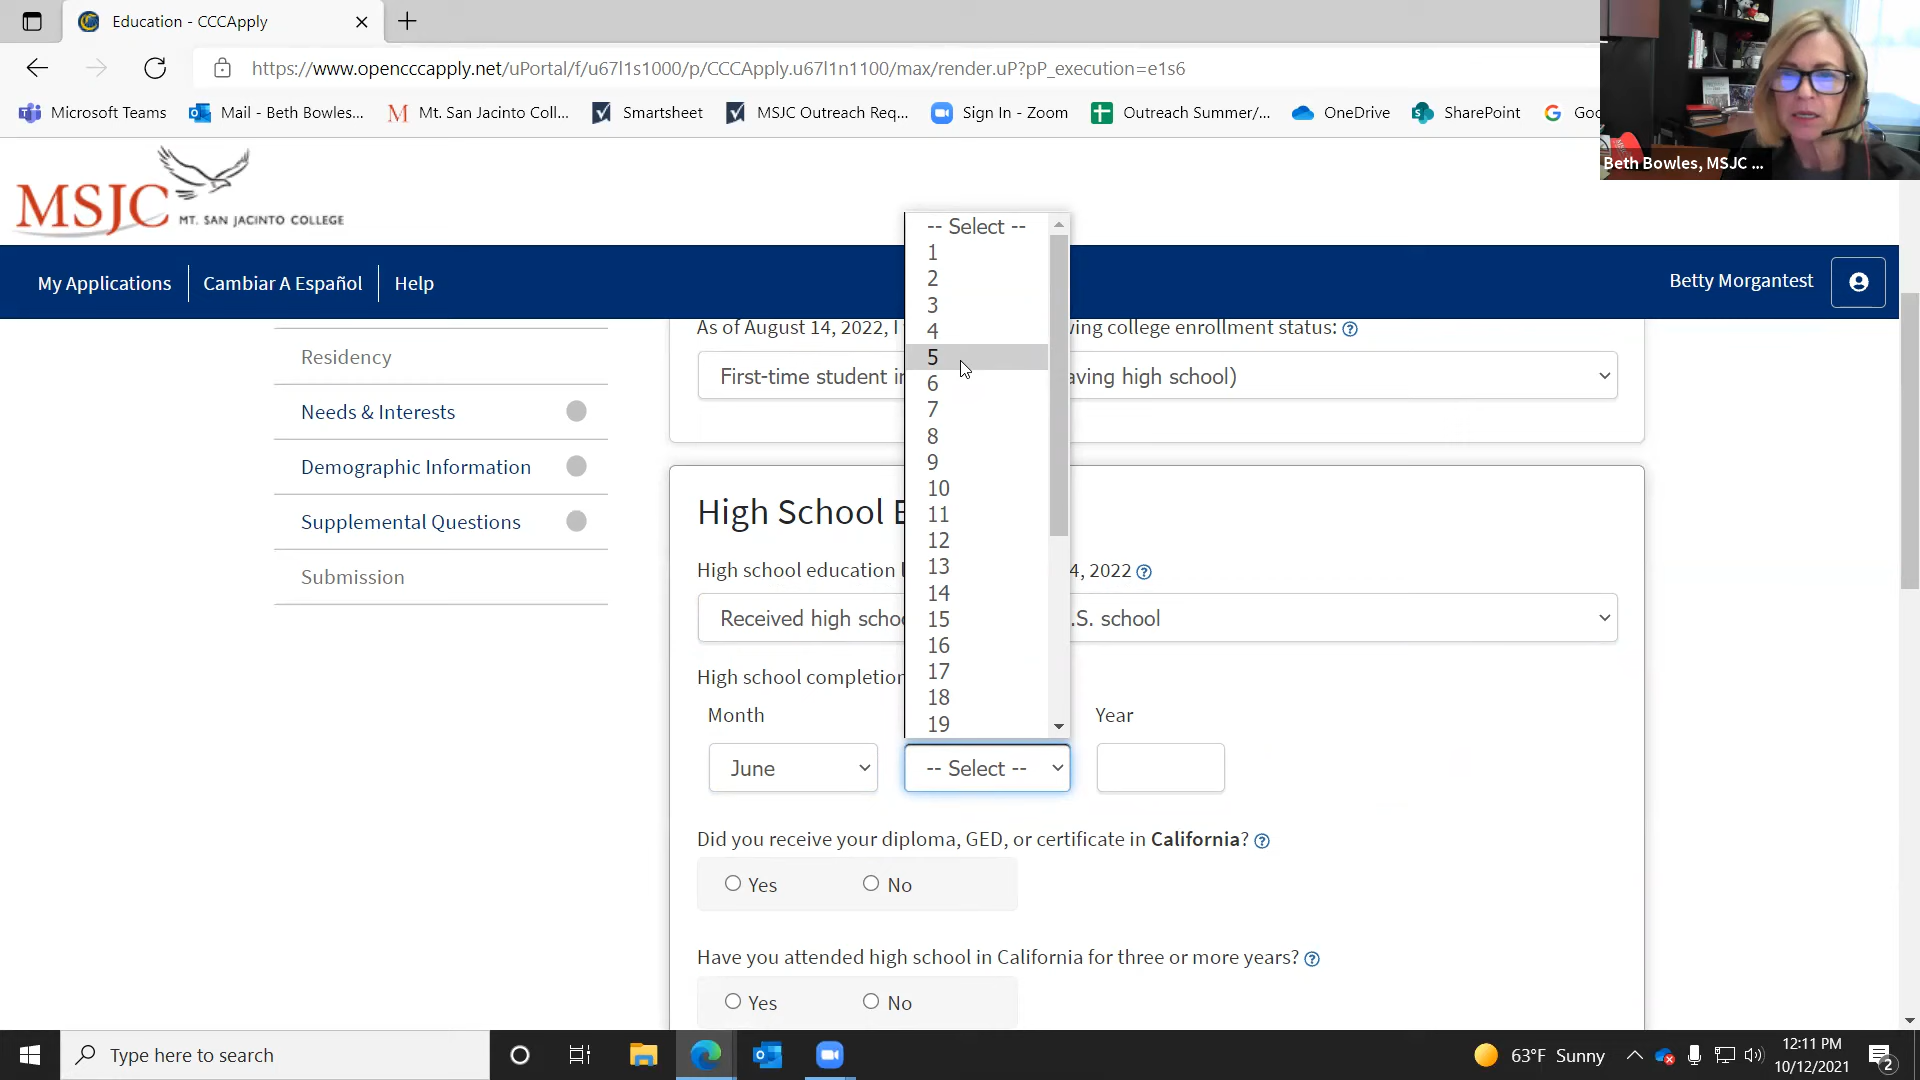 Education - CCCApply
https://www.opencccapply.net/uPortal/f/u67l1s1000/p/CCCApply.u67l1n1100/max/render.uP?pP_execution=e1s6
Microsoft Teams
Mail - Beth Bowles...
Mt. San Jacinto Coll...
Smartsheet
MSJC Outreach Req...
Sign In - Zoom
Outreach Summer/...
OneDrive
SharePoint
Goo
Beth Bowles, MSJC ...
MSJC MT. SAN JACINTO COLLEGE
My Applications
Cambiar A Español
Help
Betty Morgantest
Residency
Needs & Interests
Demographic Information
Supplemental Questions
Submission
As of August 14, 2022, I
ving college enrollment status:
First-time student in
aving high school)
High School E
High school education l
4, 2022
Received high schoo
.S. school
High school completion
-- Select --
1
2
3
4
5
6
7
8
9
10
11
12
13
14
15
16
17
18
19
Month
Year
June
-- Select --
Did you receive your diploma, GED, or certificate in California?
Yes
No
Have you attended high school in California for three or more years?
Yes
No
Type here to search
63°F Sunny
12:11 PM
10/12/2021
2